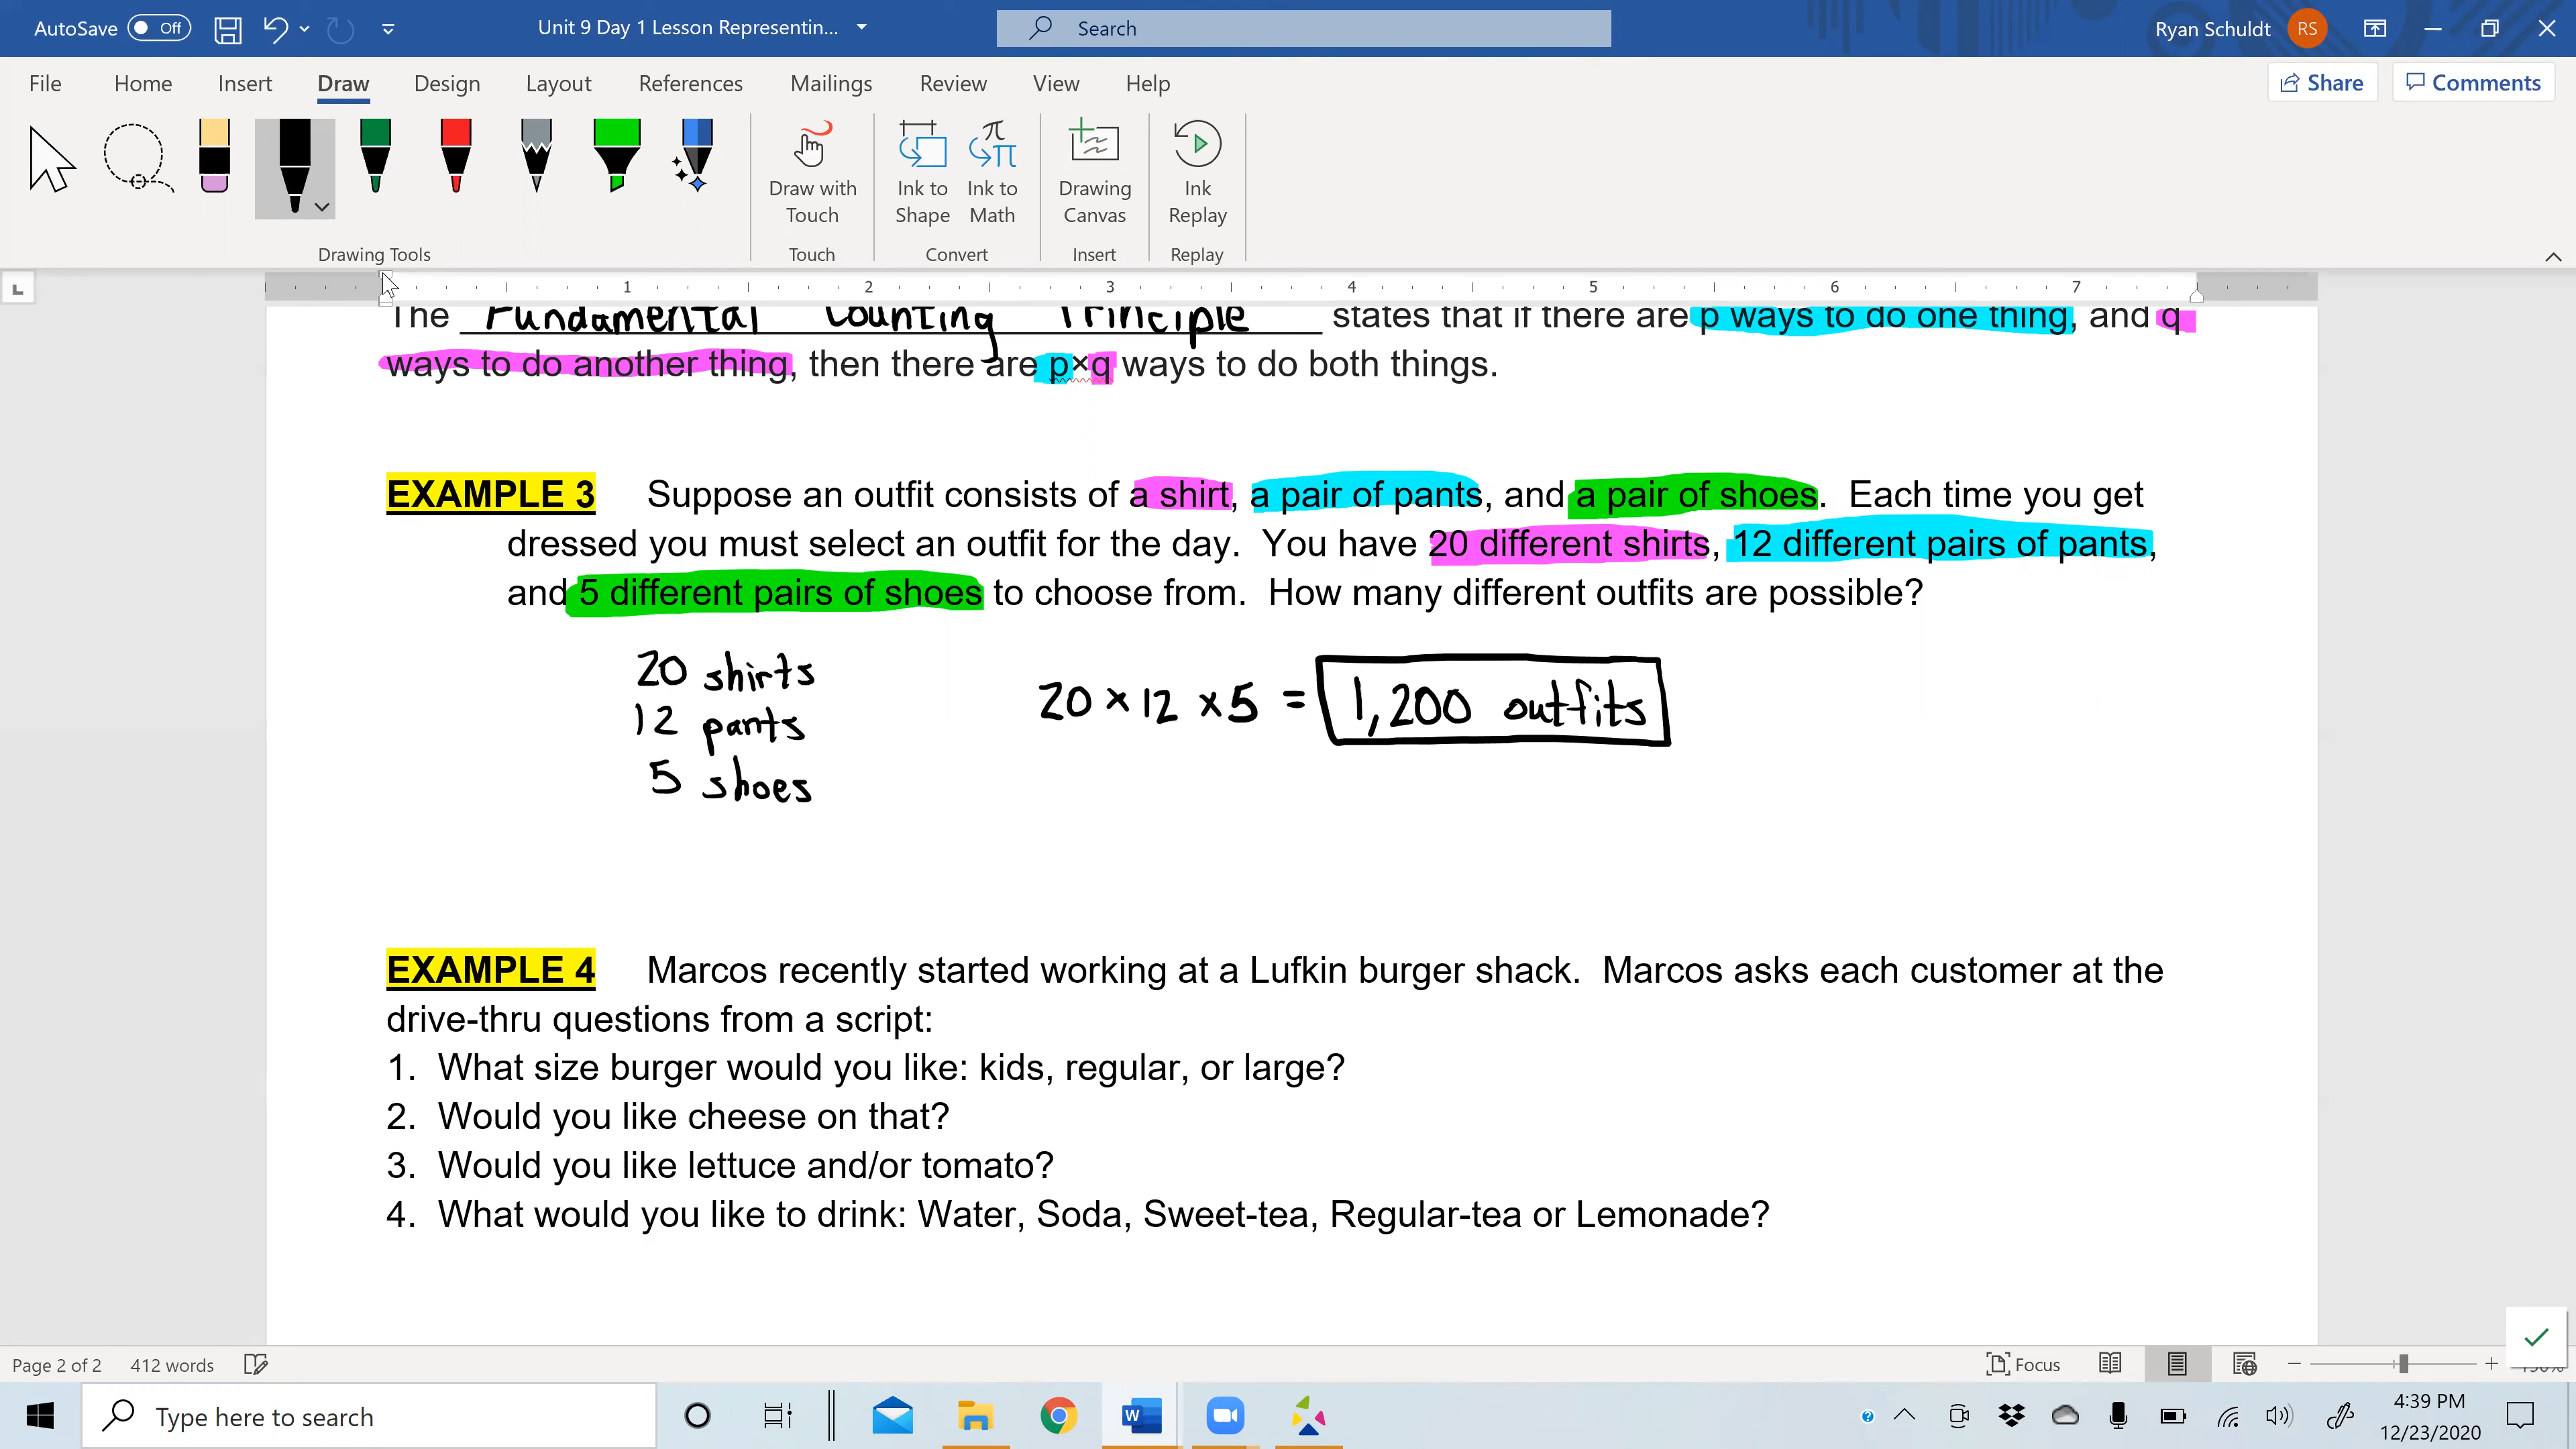 AutoSave Off Unit 9 Day 1 Lesson Representin... Search Ryan Schuldt RS
File Home Insert Draw Design Layout References Mailings Review View Help Share Comments
Draw with Touch
Ink to Shape
Ink to Math
Drawing Canvas
Ink Replay
Drawing Tools Touch Convert Insert Replay
L 1 2 3 4 5 6 7
The Fundamental Counting Principle states that if there are p ways to do one thing, and q
ways to do another thing, then there are p×q ways to do both things.
EXAMPLE 3 Suppose an outfit consists of a shirt, a pair of pants, and a pair of shoes. Each time you get
dressed you must select an outfit for the day. You have 20 different shirts, 12 different pairs of pants,
and 5 different pairs of shoes to choose from. How many different outfits are possible?
20 shirts
12 pants
5 shoes
20 × 12 × 5 = 1,200 outfits
EXAMPLE 4 Marcos recently started working at a Lufkin burger shack. Marcos asks each customer at the
drive-thru questions from a script:
1. What size burger would you like: kids, regular, or large?
2. Would you like cheese on that?
3. Would you like lettuce and/or tomato?
4. What would you like to drink: Water, Soda, Sweet-tea, Regular-tea or Lemonade?
Page 2 of 2 412 words Focus
Type here to search
4:39 PM
12/23/2020